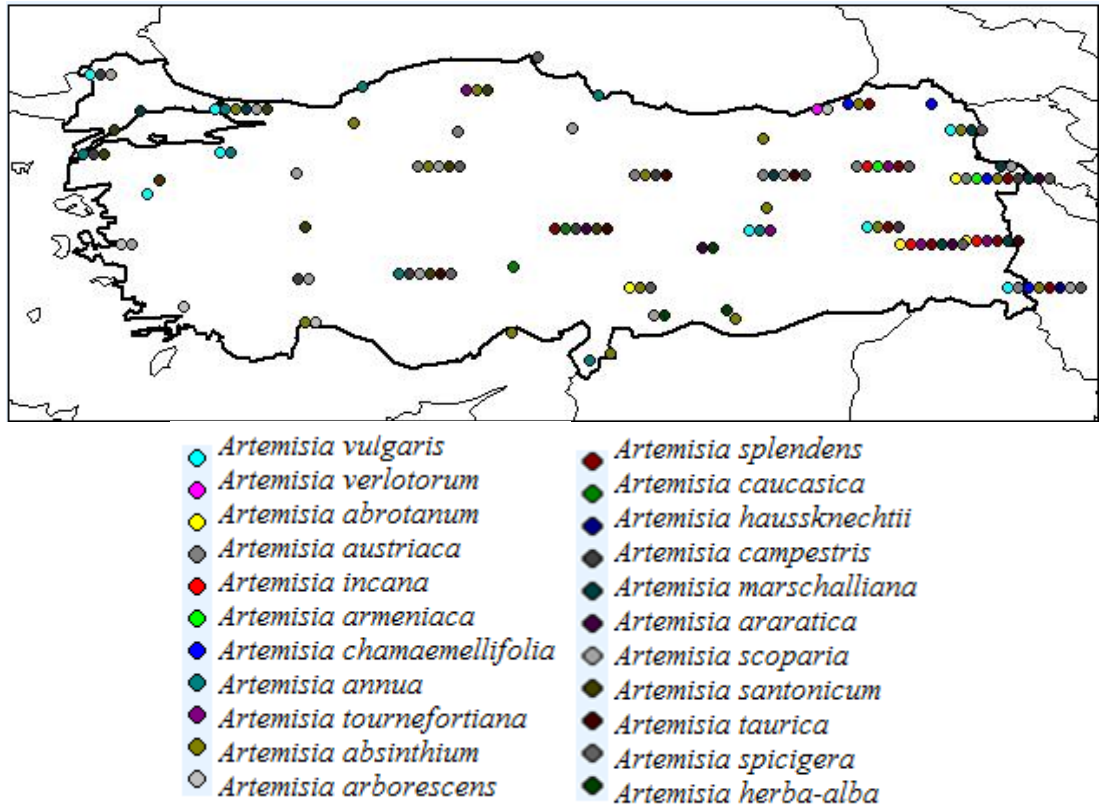 Artemisia vulgaris
Artemisia verlotorum
Artemisia abrotanum
Artemisia austriaca
Artemisia incana
Artemisia armeniaca
Artemisia chamaemellifolia
Artemisia annua
Artemisia tournefortiana
Artemisia absinthium
Artemisia arborescens
Artemisia splendens
Artemisia caucasica
Artemisia haussknechtii
Artemisia campestris
Artemisia marschalliana
Artemisia araratica
Artemisia scoparia
Artemisia santonicum
Artemisia taurica
Artemisia spicigera
Artemisia herba-alba